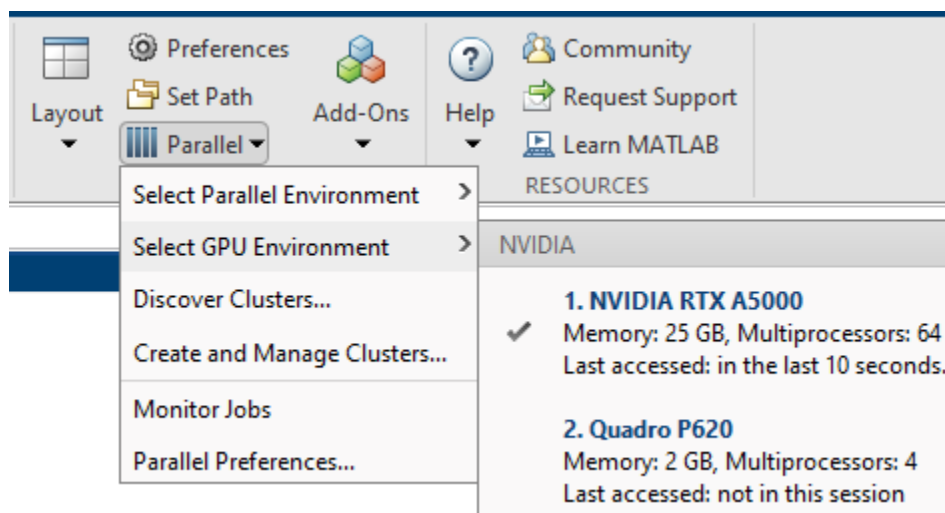 Layout
Preferences
Set Path
Parallel
Add-Ons
?
Help
Community
Request Support
Learn MATLAB
RESOURCES
Select Parallel Environment
Select GPU Environment
Discover Clusters...
Create and Manage Clusters...
Monitor Jobs
Parallel Preferences...
NVIDIA
1. NVIDIA RTX A5000
Memory: 25 GB, Multiprocessors: 64
Last accessed: in the last 10 seconds.
2. Quadro P620
Memory: 2 GB, Multiprocessors: 4
Last accessed: not in this session